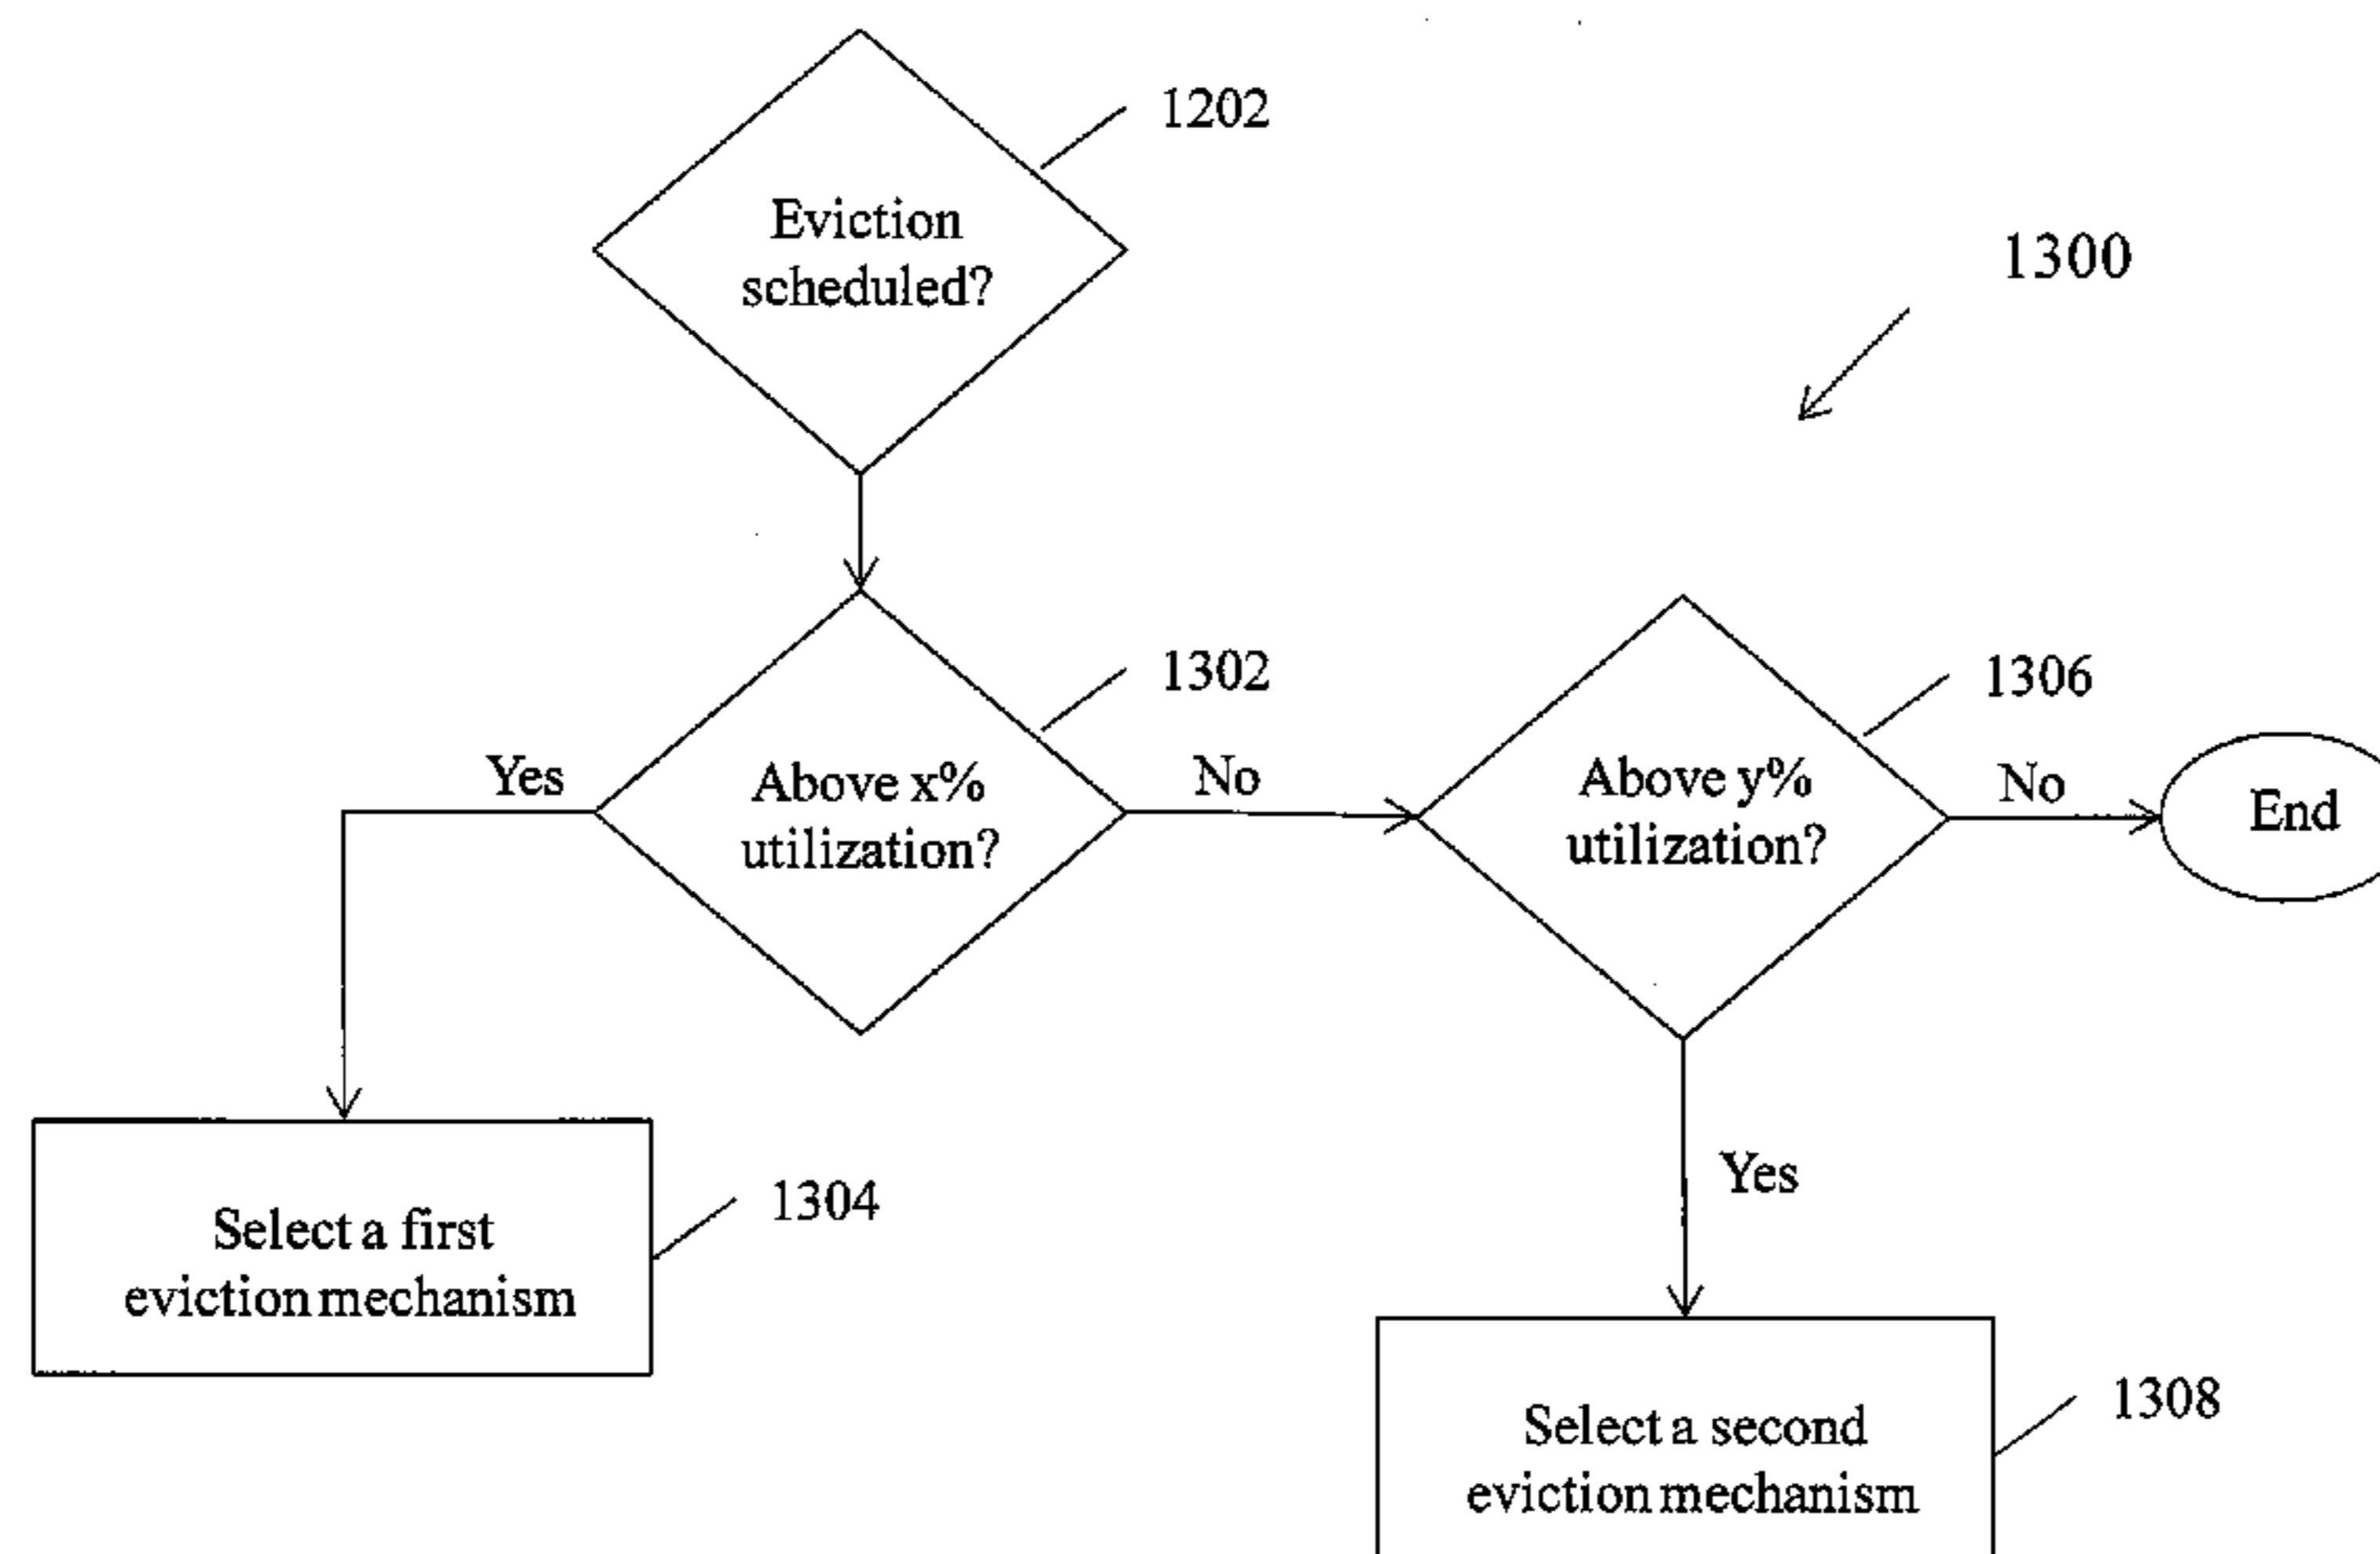 1202
Eviction
scheduled?
1300
1302
1306
Yes
Above x%
utilization?
No
Above y%
utilization?
No
End
Yes
1304
Select a first
eviction mechanism
1308
Select a second
eviction mechanism